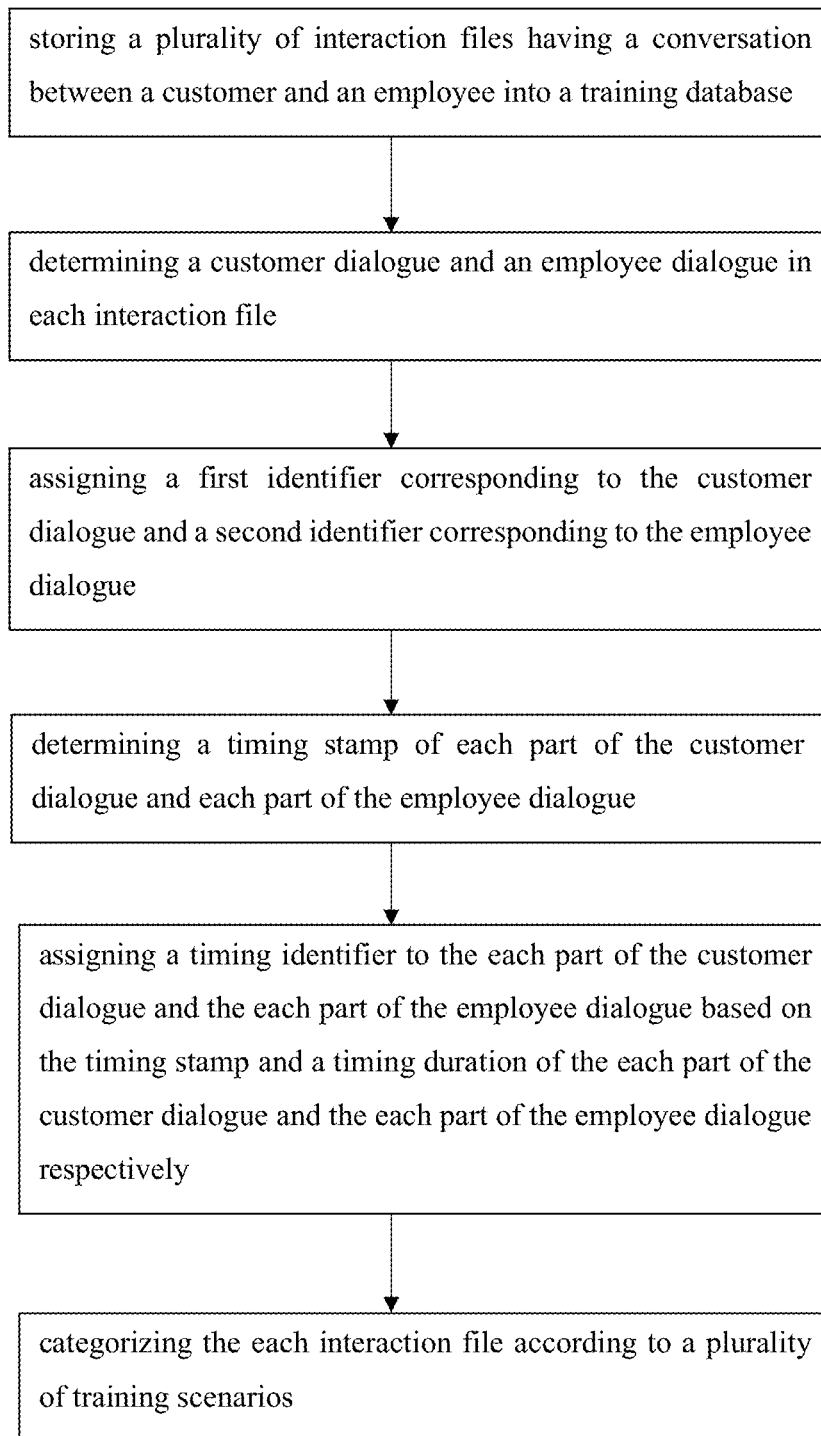 storing a plurality of interaction files having a conversation
between a customer and an employee into a training database
determining a customer dialogue and an employee dialogue in
each interaction file
assigning a first identifier corresponding to the customer
dialogue and a second identifier corresponding to the employee
dialogue
determining a timing stamp of each part of the customer
dialogue and each part of the employee dialogue
assigning a timing identifier to the each part of the customer
dialogue and the each part of the employee dialogue based on
the timing stamp and a timing duration of the each part of the
customer dialogue and the each part of the employee dialogue
respectively
categorizing the each interaction file according to a plurality
of training scenarios